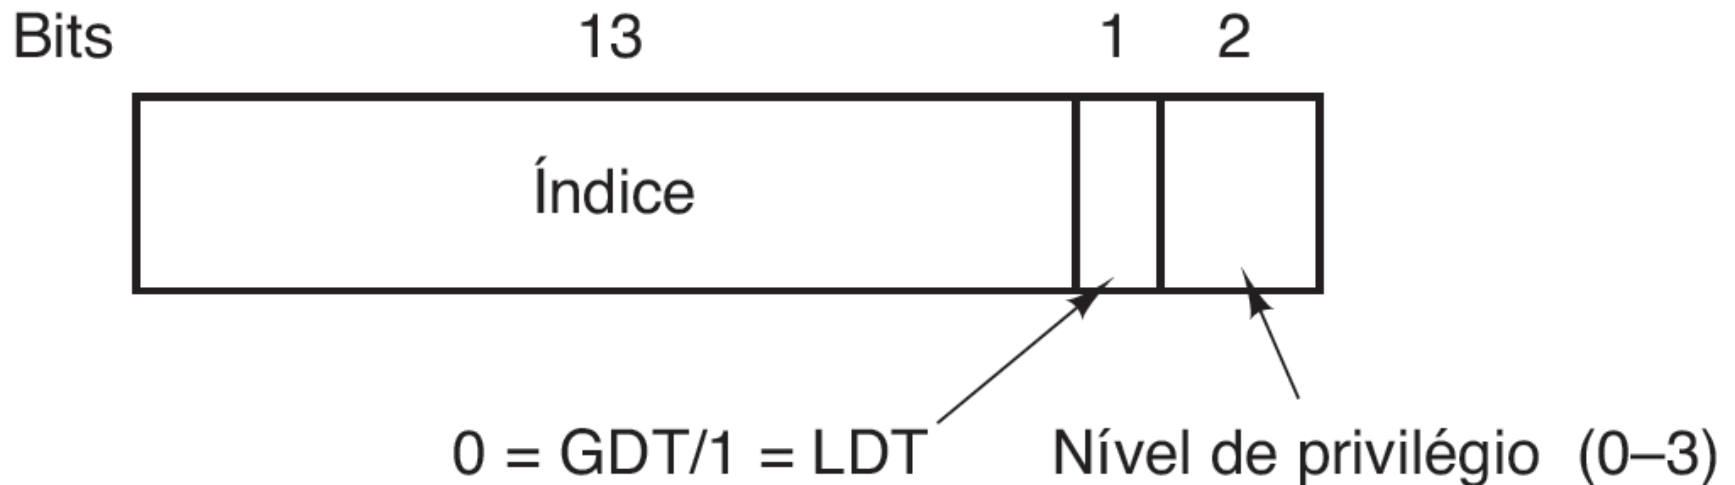 Bits 13 1 2
Índice
0 = GDT/1 = LDT Nível de privilégio (0–3)